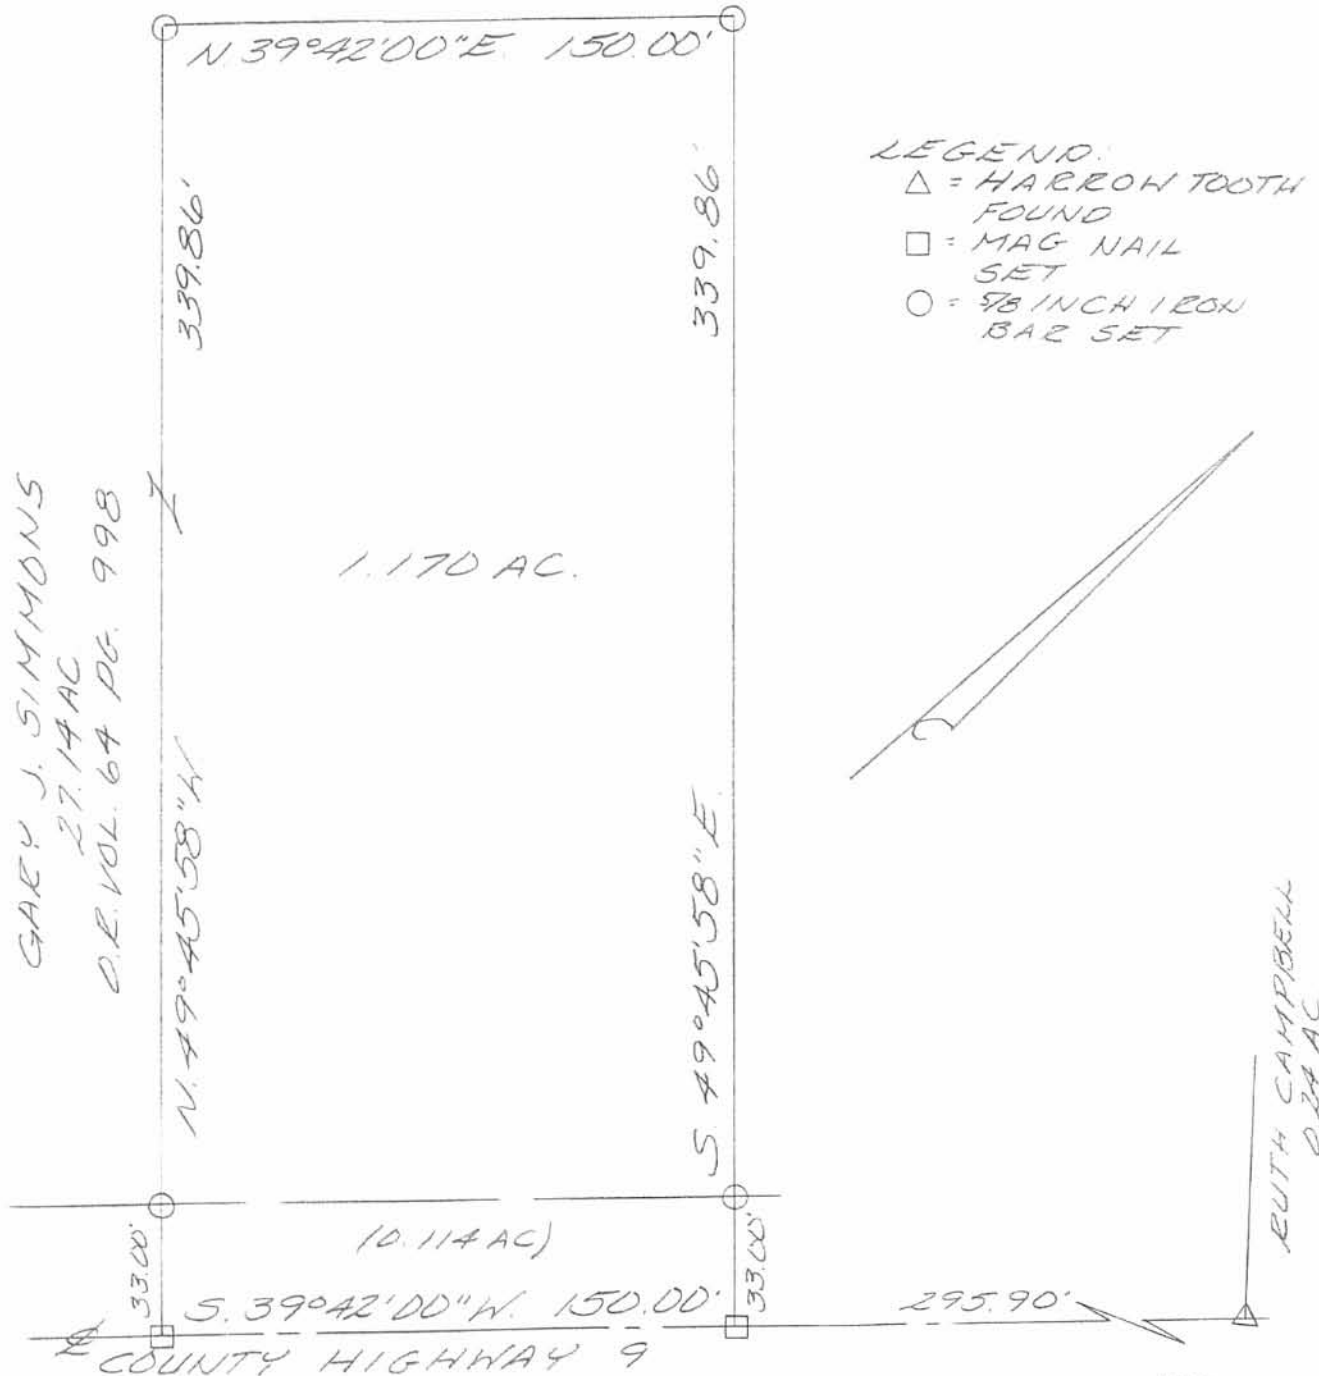 N. 39°42'00"E. 150.00'
LEGEND:
△ = HARROW TOOTH
FOUND
□ = MAG NAIL
SET
○ = 5/8 INCH IRON
BAR SET
339.86'
339.86'
GARY J. SIMMONS
27.14 AC
O.R. VOL. 64 PG. 998
1.170 AC.
N. 49°45'58"W
S. 49°45'58"E.
RUTH CAMPBELL
0.24 AC
(0.114 AC)
33.00'
33.00'
S. 39°42'00"W. 150.00'
295.90'
℄ COUNTY HIGHWAY 9